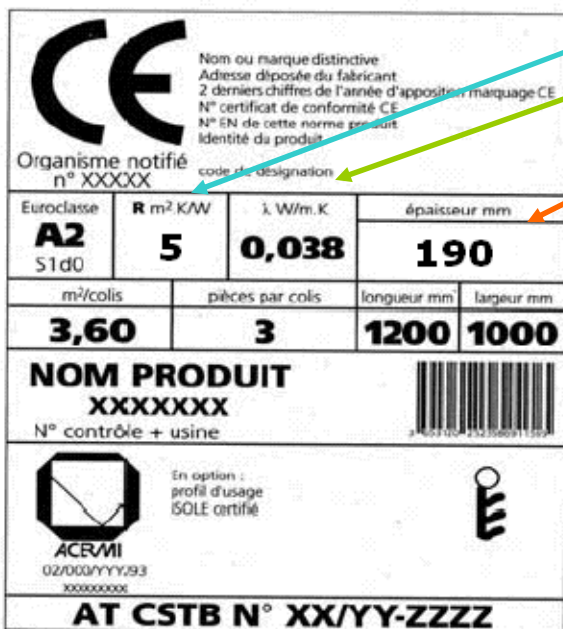 CE
Nom ou marque distinctive
Adresse déposée du fabricant
2 derniers chiffres de l'année d'apposition marquage CE
N° certificat de conformité CE
N° EN de cette norme produit
Identité du produit
Organisme notifié
n° XXXXX
code de désignation
Euroclasse
R m² K/W
λ W/m.K
épaisseur mm
A2
S1d0
5
0,038
190
m²/colis
pièces par colis
longueur mm
largeur mm
3,60
3
1200
1000
NOM PRODUIT
XXXXXXX
N° contrôle + usine
En option :
profil d'usage
ISOLE certifié
ACERMI
02/000/YYY/93
XXXXXXXXX
AT CSTB N° XX/YY-ZZZZ